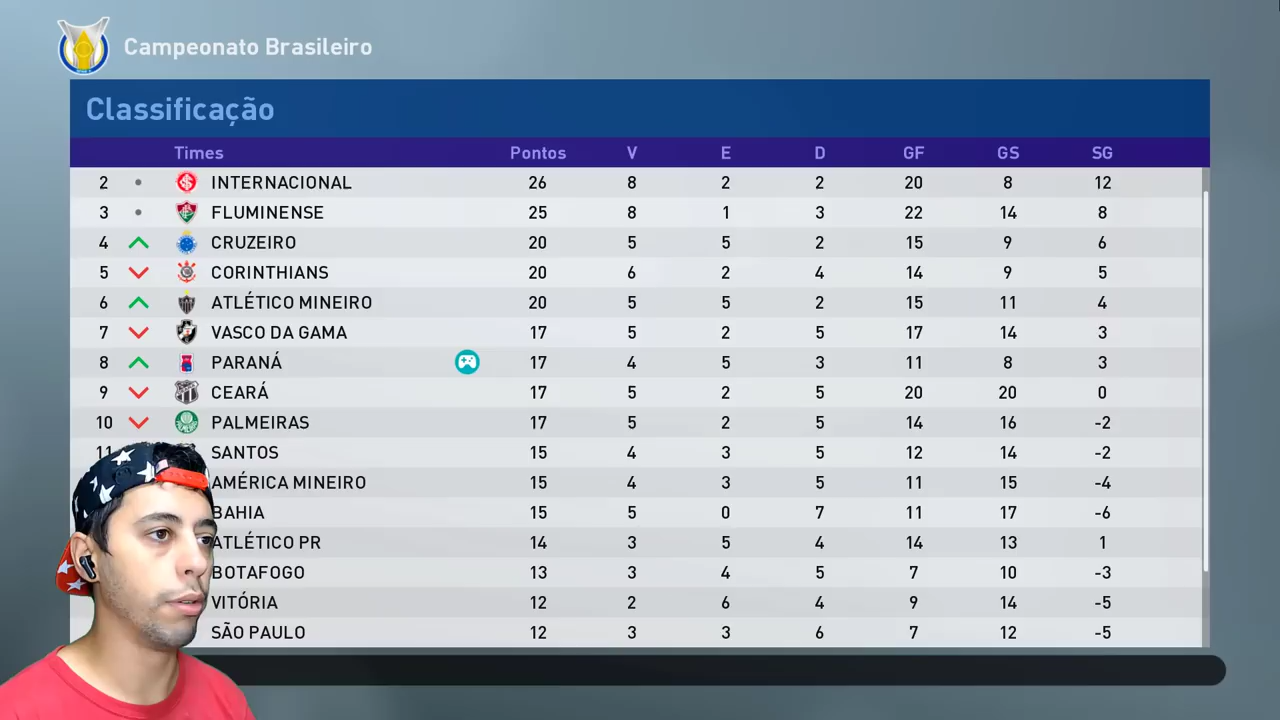 Campeonato Brasileiro
Classificação
Times Pontos V E D GF GS SG
2 INTERNACIONAL 26 8 2 2 20 8 12
3 FLUMINENSE 25 8 1 3 22 14 8
4 CRUZEIRO 20 5 5 2 15 9 6
5 CORINTHIANS 20 6 2 4 14 9 5
6 ATLÉTICO MINEIRO 20 5 5 2 15 11 4
7 VASCO DA GAMA 17 5 2 5 17 14 3
8 PARANÁ 17 4 5 3 11 8 3
9 CEARÁ 17 5 2 5 20 20 0
10 PALMEIRAS 17 5 2 5 14 16 -2
11 SANTOS 15 4 3 5 12 14 -2
AMÉRICA MINEIRO 15 4 3 5 11 15 -4
BAHIA 15 5 0 7 11 17 -6
ATLÉTICO PR 14 3 5 4 14 13 1
BOTAFOGO 13 3 4 5 7 10 -3
VITÓRIA 12 2 6 4 9 14 -5
SÃO PAULO 12 3 3 6 7 12 -5